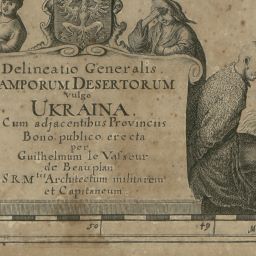 Delineatio Generalis
AMPORUM DESERTORUM
vulgo
UKRAINA.
Cum adjacentibus Provinciis
Bono publico erecta
per
Guilhelmum le Vasseur
de Beauplan
S.R.M.tis Architectum militarem
et Capitaneum.
50 49 M